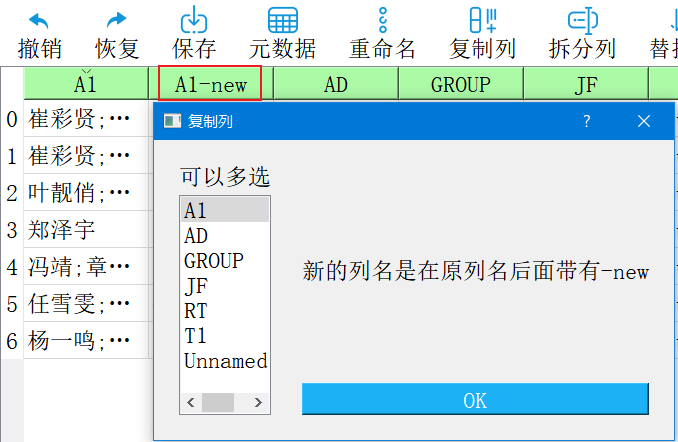 撤销 恢复 保存 元数据 重命名 复制列 拆分列
A1 A1-new AD GROUP JF
0 崔彩贤;…
1 崔彩贤;…
2 叶靓俏;…
3 郑泽宇
4 冯靖;章…
5 任雪雯;…
6 杨一鸣;…
复制列 ?
可以多选
A1
AD
GROUP
JF
RT
T1
Unnamed
新的列名是在原列名后面带有-new
OK